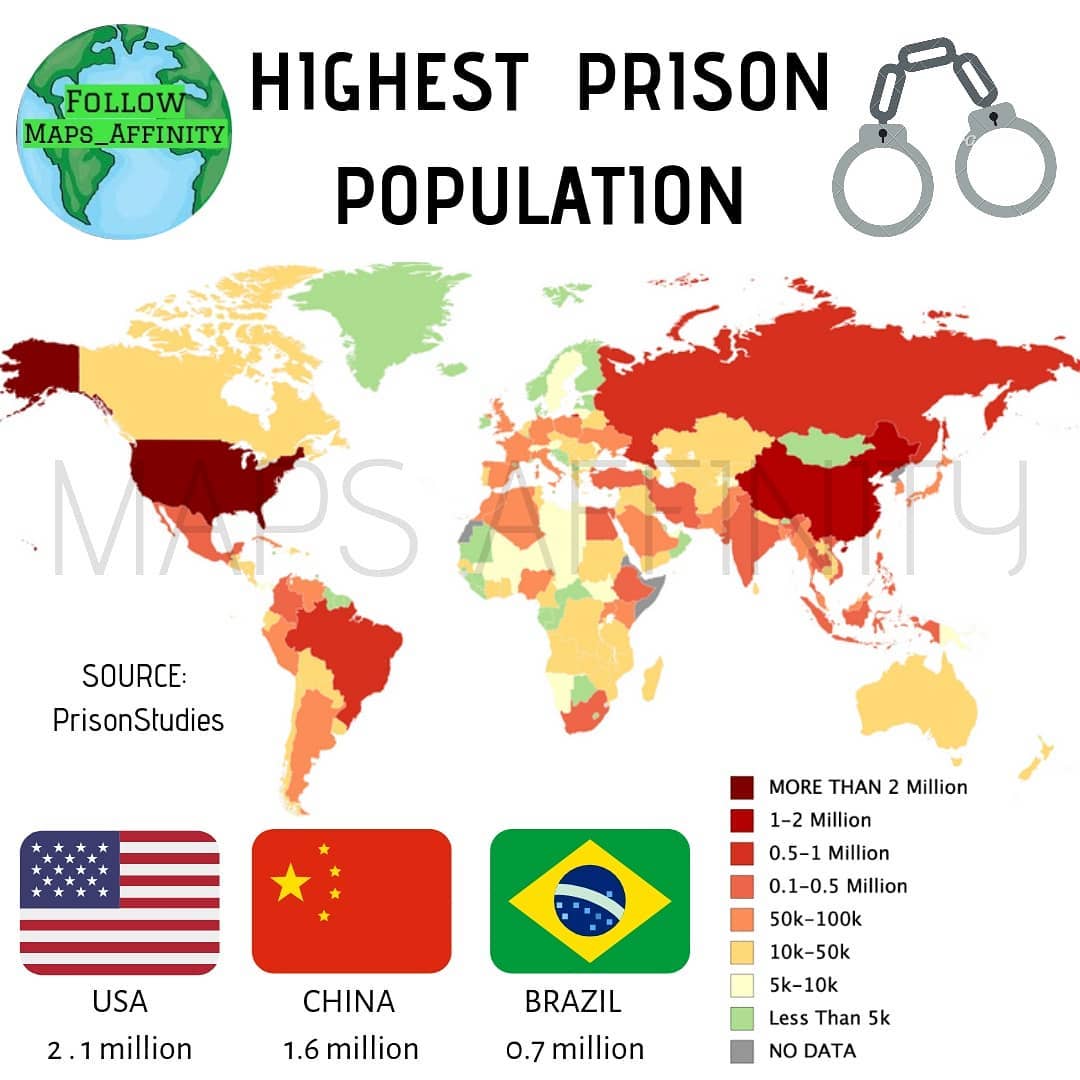 FOLLOW
MAPS_AFFINITY
HIGHEST PRISON
POPULATION
MAPS AFFINITY
SOURCE:
PrisonStudies
MORE THAN 2 Million
1-2 Million
0.5-1 Million
0.1-0.5 Million
50k-100k
10k-50k
5k-10k
Less Than 5k
NO DATA
USA
2.1 million
CHINA
1.6 million
BRAZIL
0.7 million